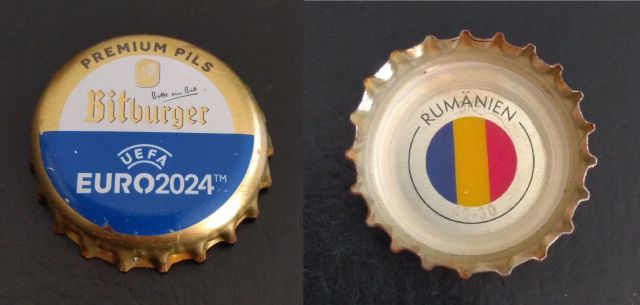 PREMIUM PILS
Bitte ein Bit
Bitburger
UEFA
EURO2024™
RUMÄNIEN